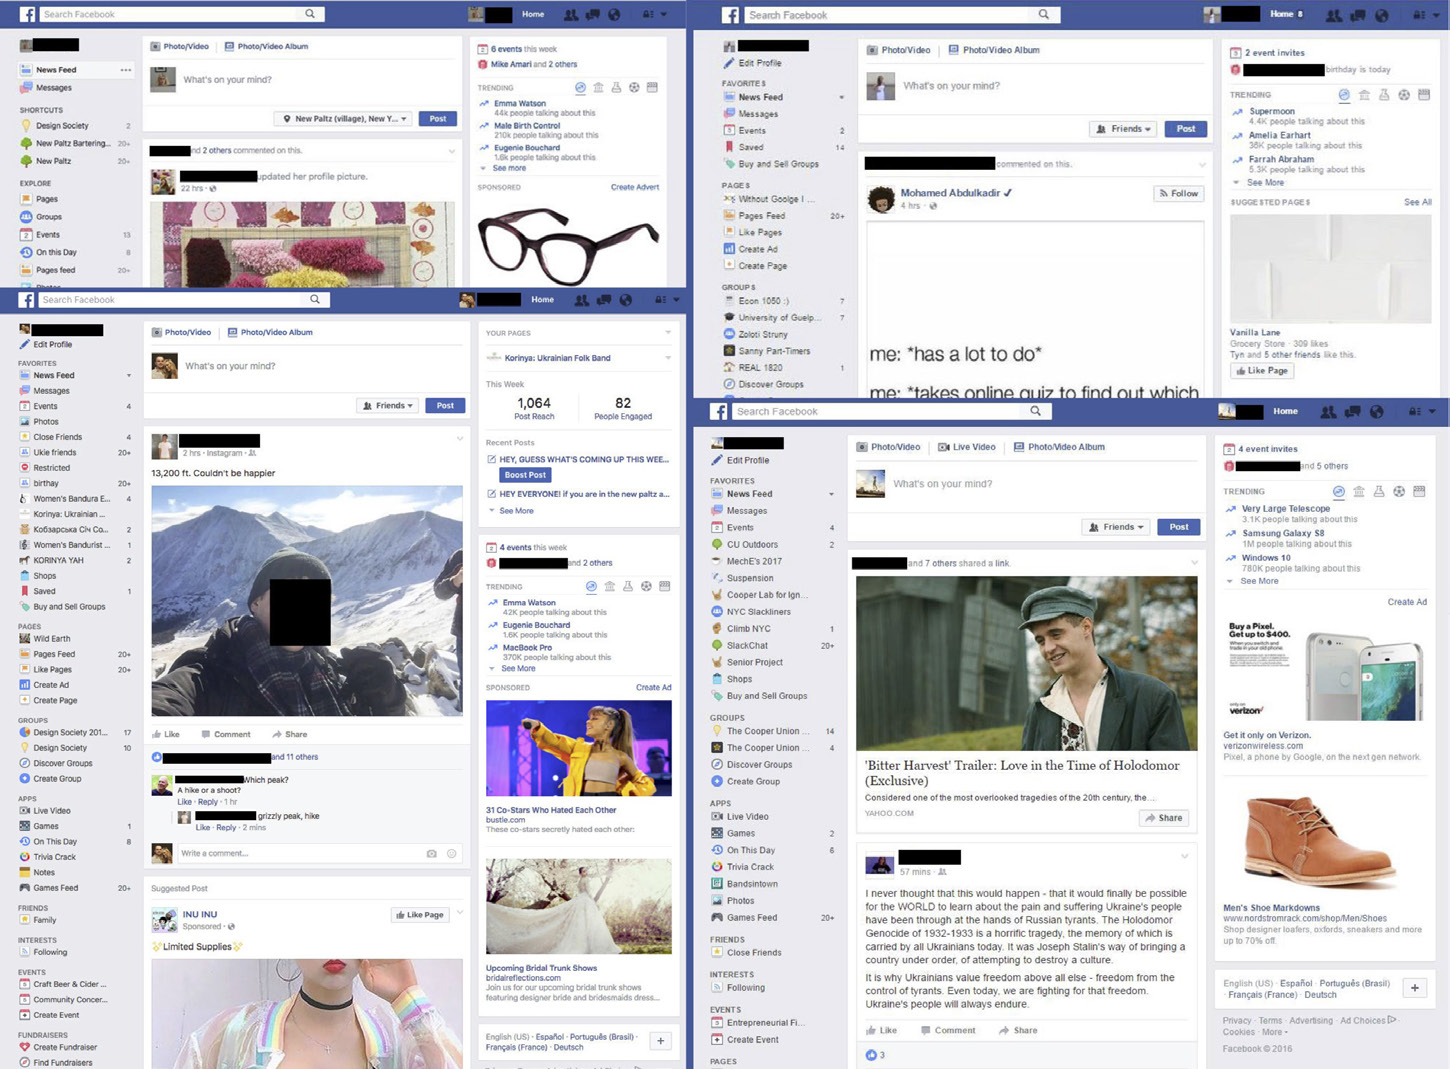 Search Facebook
Home
Photo/Video
Photo/Video Album
6 events this week
News Feed
What's on your mind?
Mike Amari and 2 others
Messages
TRENDING
SHORTCUTS
Emma Watson
44k people talking about this
Design Society 2
New Paltz (village), New Y...
Post
Male Birth Control
210k people talking about this
New Paltz Bartering... 20+
and 2 others commented on this.
Eugenie Bouchard
1.6k people talking about this
New Paltz 20+
See more
EXPLORE
updated her profile picture.
22 hrs
SPONSORED
Create Advert
Pages
Groups
Events 13
On this Day 8
Pages feed 20+
Search Facebook
Home 8
Photo/Video
Photo/Video Album
2 event invites
Edit Profile
birthday is today
FAVORITES
What's on your mind?
TRENDING
News Feed
Supermoon
4.4K people talking about this
Messages
Events 2
Friends
Post
Amelia Earhart
36K people talking about this
Saved 14
Farrah Abraham
5.3K people talking about this
Buy and Sell Groups
commented on this.
See More
PAGES
SUGGESTED PAGES
See All
Without Goolge I ...
Mohamed Abdulkadir
4 hrs
Follow
Pages Feed 20+
Like Pages
Create Ad
Create Page
GROUPS
Econ 1050 :) 7
University of Guelp... 7
Zoloti Struny
Vanilla Lane
Grocery Store · 309 likes
Sanny Part-Timers
me: *has a lot to do*
Tyn and 5 other friends like this.
REAL 1820 1
Like Page
Discover Groups
me: *takes online quiz to find out which
Search Facebook
Home
Photo/Video
Photo/Video Album
YOUR PAGES
Edit Profile
Korinya: Ukrainian Folk Band
FAVORITES
What's on your mind?
News Feed
This Week
Messages
1,064
Post Reach
82
People Engaged
Events 4
Friends
Post
Photos
Close Friends 4
Recent Posts
Ukie friends 20+
2 hrs · Instagram
HEY, GUESS WHAT'S COMING UP THIS WEE...
Restricted
13,200 ft. Couldn't be happier
Boost Post
birthay 20+
HEY EVERYONE! if you are in the new paltz a...
Women's Bandura E... 4
See More
Korinya: Ukrainian ...
Кобзарська Січ Co... 2
Women's Bandurist ... 1
4 events this week
KORINYA YAH 2
and 2 others
Shops
TRENDING
Saved 1
Emma Watson
42K people talking about this
Buy and Sell Groups
Eugenie Bouchard
1.6K people talking about this
PAGES
MacBook Pro
370K people talking about this
Wild Earth
See More
Pages Feed 20+
Like Pages 20+
SPONSORED
Create Ad
Create Ad
Create Page
GROUPS
Design Society 201... 17
Like
Comment
Share
Design Society 10
Discover Groups
and 11 others
Create Group
Which peak?
A hike or a shoot?
Like · Reply · 1 hr
APPS
31 Co-Stars Who Hated Each Other
bustle.com
These co-stars secretly hated each other:
Live Video
grizzly peak, hike
Like · Reply · 2 mins
Games 1
On This Day 8
Trivia Crack
Write a comment...
Notes
Games Feed 20+
Suggested Post
FRIENDS
INU INU
Sponsored
Like Page
Family
INTERESTS
Limited Supplies
Following
Upcoming Bridal Trunk Shows
bridalreflections.com
Join us for our upcoming bridal trunk shows
featuring designer bride and bridesmaids dress...
EVENTS
Craft Beer & Cider ...
Community Concer...
Create Event
FUNDRAISERS
English (US) · Español · Português (Brasil) ·
Français (France) · Deutsch
Create Fundraiser
Find Fundraisers
Search Facebook
Home
Photo/Video
Live Video
Photo/Video Album
4 event invites
Edit Profile
and 5 others
FAVORITES
What's on your mind?
TRENDING
News Feed
Very Large Telescope
3.1K people talking about this
Messages
Events 4
Friends
Post
Samsung Galaxy S8
1M people talking about this
CU Outdoors 2
Windows 10
780K people talking about this
MechE's 2017
and 7 others shared a link.
See More
Suspension
Create Ad
Cooper Lab for Ign...
NYC Slackliners
Buy a Pixel.
Get up to $400.
Climb NYC 1
SlackChat 20+
Senior Project
Shops
Buy and Sell Groups
only on
verizon
GROUPS
The Cooper Union ... 14
Get it only on Verizon.
verizonwireless.com
Pixel, a phone by Google, on the next gen network.
The Cooper Union ... 4
Discover Groups
'Bitter Harvest' Trailer: Love in the Time of Holodomor
(Exclusive)
Create Group
Considered one of the most overlooked tragedies of the 20th century, the...
APPS
YAHOO.COM
Share
Live Video
Games 2
On This Day 6
Trivia Crack
57 mins
Bandsintown
Photos
I never thought that this would happen - that it would finally be possible
for the WORLD to learn about the pain and suffering Ukraine's people
have been through at the hands of Russian tyrants. The Holodomor
Genocide of 1932-1933 is a horrific tragedy, the memory of which is
carried by all Ukrainians today. It was Joseph Stalin's way of bringing a
country under order, of attempting to destroy a culture.
Games Feed 20+
Men's Shoe Markdowns
www.nordstromrack.com/shop/Men/Shoes
Shop designer loafers, oxfords, sneakers and more
up to 70% off.
FRIENDS
Close Friends
INTERESTS
It is why Ukrainians value freedom above all else - freedom from the
control of tyrants. Even today, we are fighting for that freedom.
Ukraine's people will always endure.
Following
English (US) · Español · Português (Brasil) ·
Français (France) · Deutsch
EVENTS
Entrepreneurial Fi...
Privacy · Terms · Advertising · Ad Choices
Cookies · More
Like
Comment
Share
Create Event
Facebook © 2016
PAGES
3